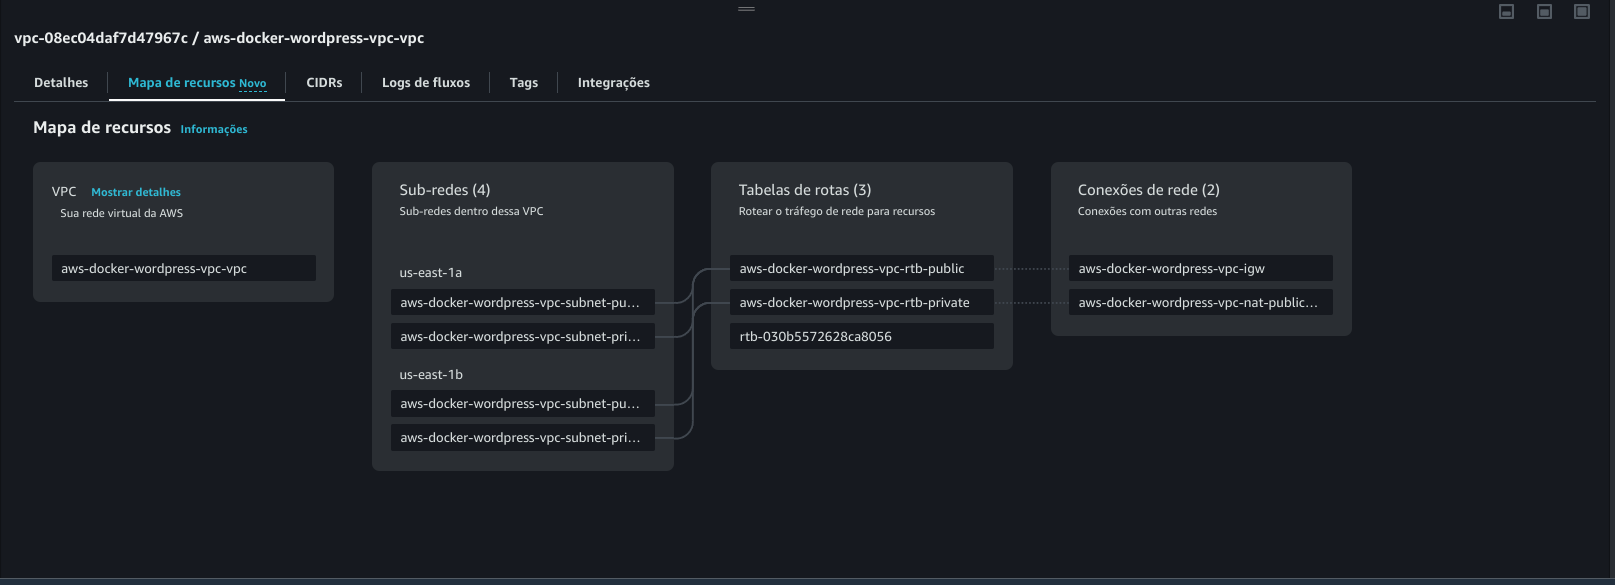 vpc-08ec04daf7d47967c / aws-docker-wordpress-vpc-vpc
Detalhes
Mapa de recursos Novo
CIDRs
Logs de fluxos
Tags
Integrações
Mapa de recursos Informações
VPC Mostrar detalhes
Sua rede virtual da AWS
aws-docker-wordpress-vpc-vpc
Sub-redes (4)
Sub-redes dentro dessa VPC
us-east-1a
aws-docker-wordpress-vpc-subnet-pu...
aws-docker-wordpress-vpc-subnet-pri...
us-east-1b
aws-docker-wordpress-vpc-subnet-pu...
aws-docker-wordpress-vpc-subnet-pri...
Tabelas de rotas (3)
Rotear o tráfego de rede para recursos
aws-docker-wordpress-vpc-rtb-public
aws-docker-wordpress-vpc-rtb-private
rtb-030b5572628ca8056
Conexões de rede (2)
Conexões com outras redes
aws-docker-wordpress-vpc-igw
aws-docker-wordpress-vpc-nat-public...